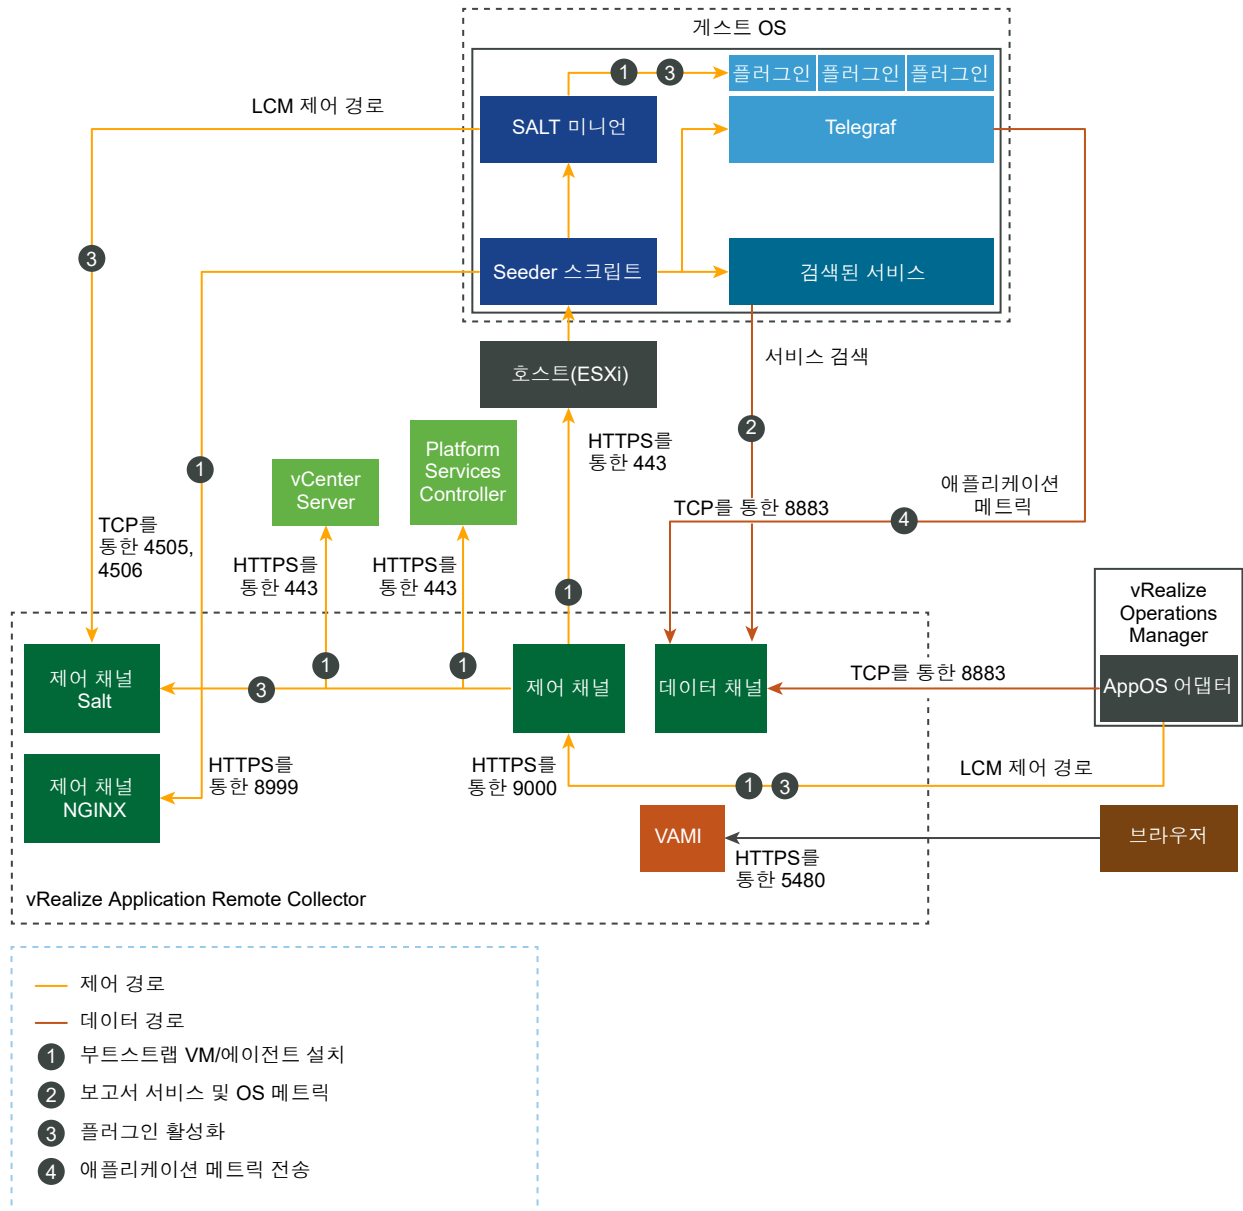 게스트 OS
1
3
플러그인
플러그인
플러그인
LCM 제어 경로
SALT 미니언
Telegraf
3
Seeder 스크립트
검색된 서비스
서비스 검색
호스트(ESXi)
2
HTTPS를
통한 443
Platform
Services
Controller
1
vCenter
Server
애플리케이션
메트릭
TCP를 통한 8883
4
TCP를
통한 4505,
4506
HTTPS를
통한 443
HTTPS를
통한 443
1
vRealize
Operations
Manager
제어 채널
Salt
3
1
1
제어 채널
데이터 채널
TCP를 통한 8883
AppOS 어댑터
제어 채널
NGINX
HTTPS를
통한 8999
HTTPS를
통한 9000
1
3
LCM 제어 경로
VAMI
HTTPS를
통한 5480
브라우저
vRealize Application Remote Collector
제어 경로
데이터 경로
1 부트스트랩 VM/에이전트 설치
2 보고서 서비스 및 OS 메트릭
3 플러그인 활성화
4 애플리케이션 메트릭 전송